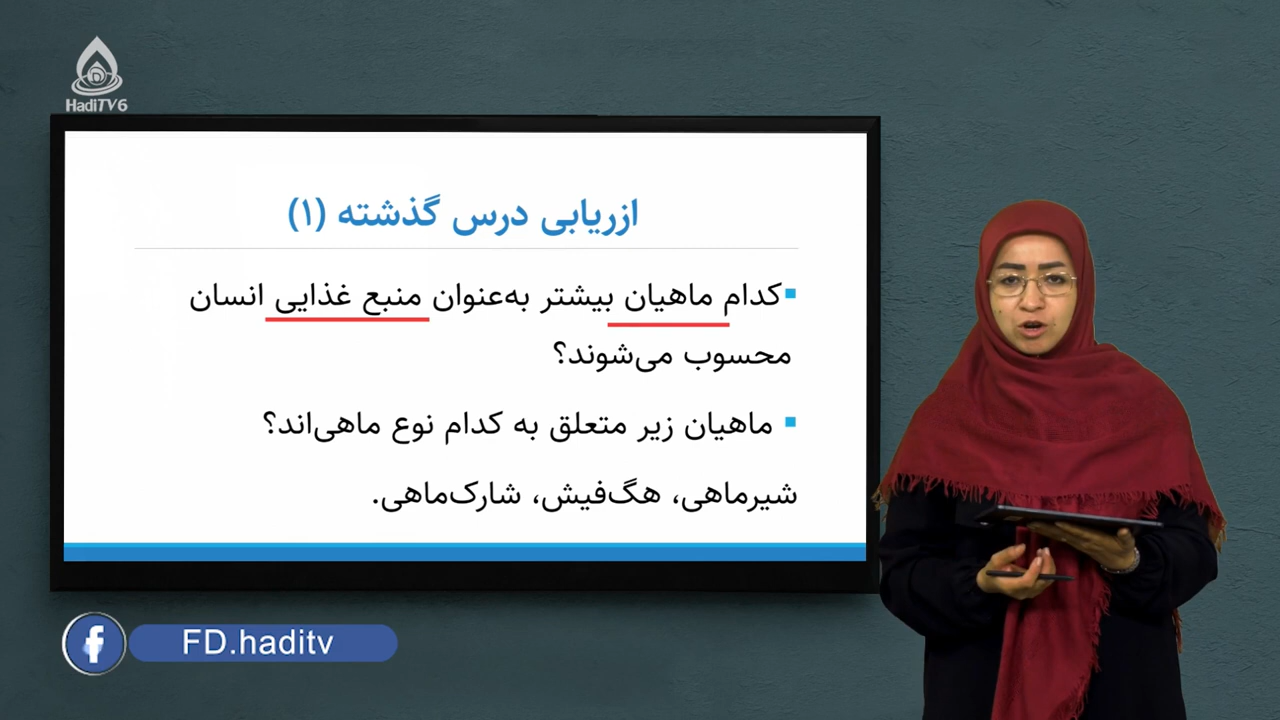 HadiTV6
ازریابی درس گذشته (۱)
کدام ماهیان بیشتر به‌عنوان منبع غذایی انسان
محسوب می‌شوند؟
ماهیان زیر متعلق به کدام نوع ماهی‌اند؟
شیرماهی، هگ‌فیش، شارک‌ماهی.
FD.haditv